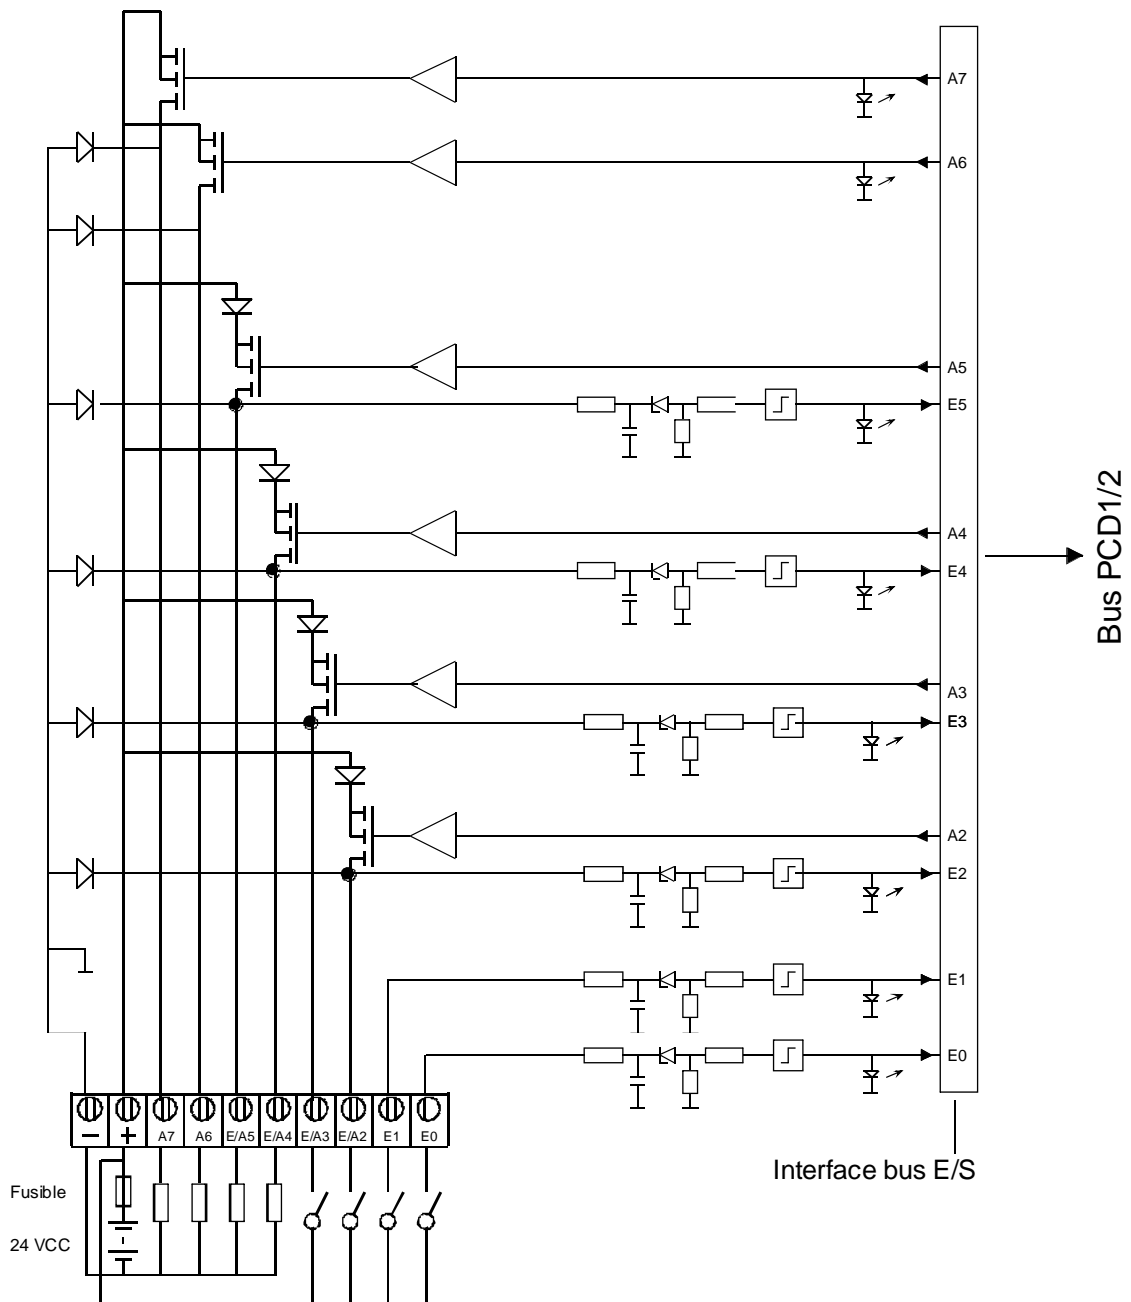 A7
A6
A5
E5
A4
E4
A3
E3
A2
E2
E1
E0
Bus PCD1/2
Interface bus E/S
– + A7 A6 E/A5 E/A4 E/A3 E/A2 E1 E0
Fusible
24 VCC